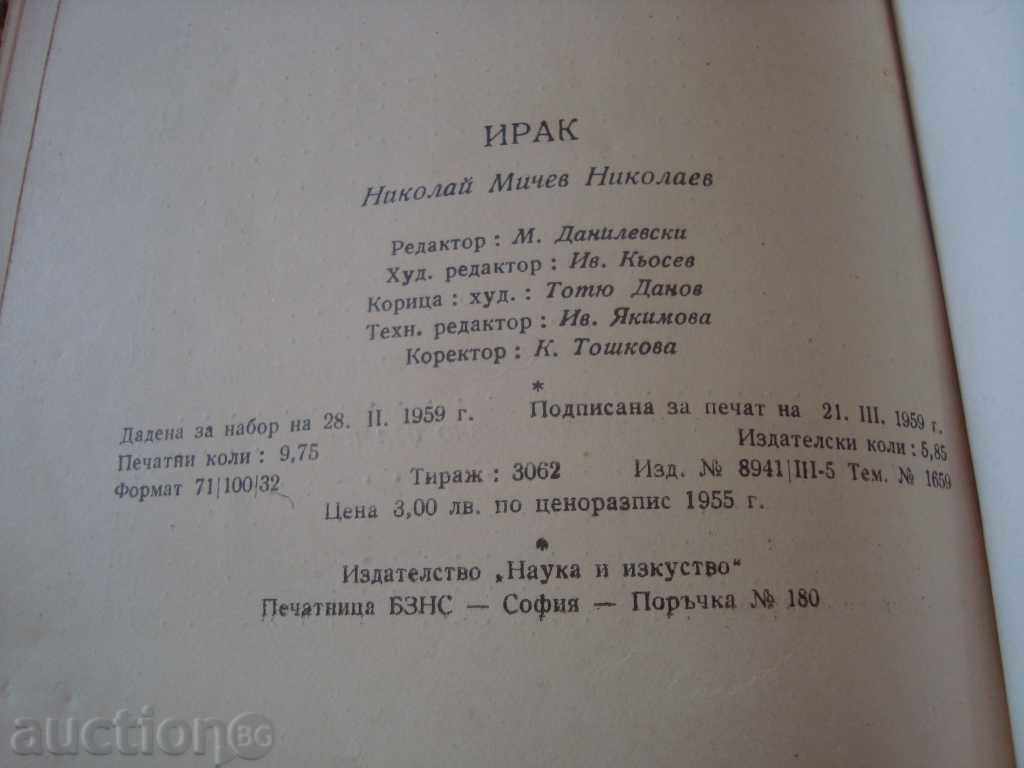 ИРАК
Николай Мичев Николаев
Редактор : М. Данилевски
Худ. редактор : Ив. Кьосев
Корица : худ. : Тотю Данов
Техн. редактор : Ив. Якимова
Коректор : К. Тошкова
*
Дадена за набор на 28. II. 1959 г. Подписана за печат на 21. III. 1959 г.
Печатни коли : 9,75 Издателски коли : 5,85
Формат 71|100|32 Тираж : 3062 Изд. № 8941|III-5 Тем. № 1659
Цена 3,00 лв. по ценоразпис 1955 г.
*
Издателство „Наука и изкуство"
Печатница БЗНС — София — Поръчка № 180
auction BG